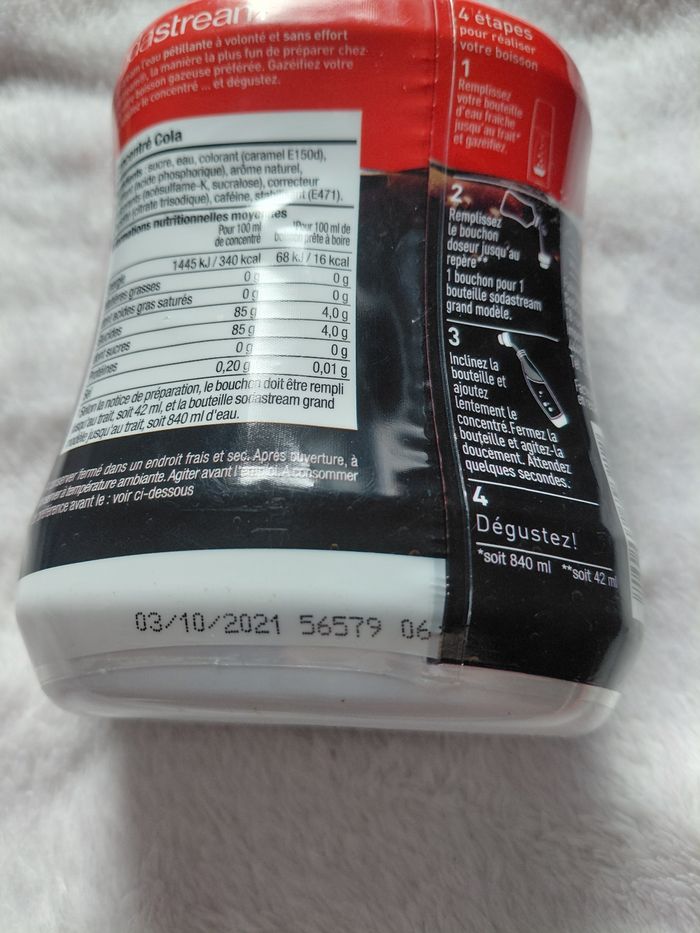 dastream
l'eau pétillante à volonté et sans effort
la manière la plus fun de préparer chez
boisson gazeuse préférée. Gazéifiez votre
le concentré ... et dégustez.
Cola
sucre, eau, colorant (caramel E150d),
(acide phosphorique), arôme naturel,
(acésulfame-K, sucralose), correcteur
(citrate trisodique), caféine, (E471).
nutritionnelles moyennes
Pour 100 ml de concentré
Pour 100 ml de prête à boire
1445 kJ / 340 kcal 68 kJ / 16 kcal
grasses 0 g 0 g
acides gras saturés 0 g 0 g
85 g 4,0 g
sucres 85 g 4,0 g
0 g 0 g
0,20 g 0,01 g
Selon la notice de préparation, le bouchon doit être rempli
jusqu'au trait, soit 42 ml, et la bouteille sodastream grand
modèle jusqu'au trait, soit 840 ml d'eau.
fermé dans un endroit frais et sec. Après ouverture, à
à température ambiante. Agiter avant l'emploi. A consommer
avant le : voir ci-dessous
03/10/2021 56579 06
4 étapes
pour réaliser
votre boisson
1
Remplissez
votre bouteille
d'eau fraîche
jusqu'au trait*
et gazéifiez
2
Remplissez
le bouchon
doseur jusqu'au
repère**
1 bouchon pour 1
bouteille sodastream
grand modèle.
3
Inclinez la
bouteille et
ajoutez
lentement le
concentré.Fermez la
bouteille et agitez-la
doucement. Attendez
quelques secondes.
4
Dégustez!
*soit 840 ml **soit 42 ml